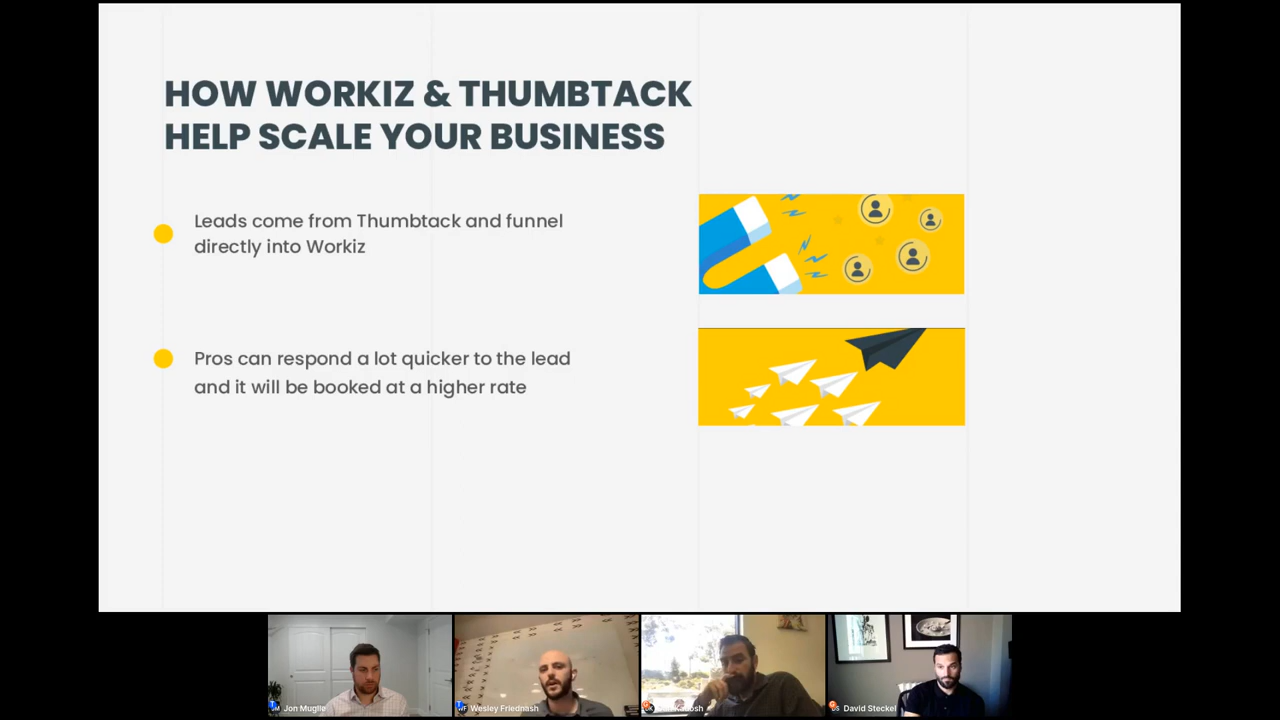 HOW WORKIZ & THUMBTACK
HELP SCALE YOUR BUSINESS
Leads come from Thumbtack and funnel
directly into Workiz
Pros can respond a lot quicker to the lead
and it will be booked at a higher rate
Jon Muglia
Wesley Friednash
David Steckel